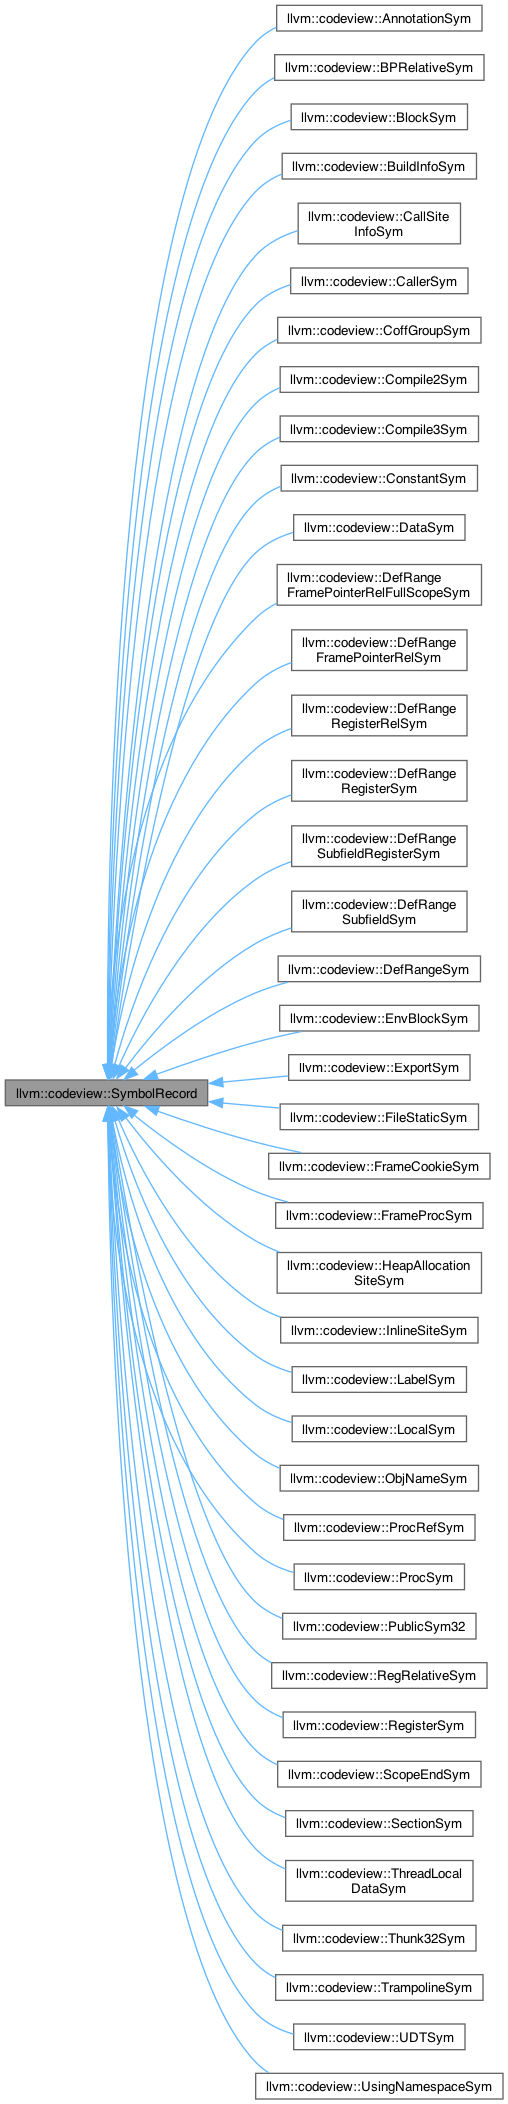 llvm::codeview::AnnotationSym
llvm::codeview::BPRelativeSym
llvm::codeview::BlockSym
llvm::codeview::BuildInfoSym
llvm::codeview::CallSite
InfoSym
llvm::codeview::CallerSym
llvm::codeview::CoffGroupSym
llvm::codeview::Compile2Sym
llvm::codeview::Compile3Sym
llvm::codeview::ConstantSym
llvm::codeview::DataSym
llvm::codeview::DefRange
FramePointerRelFullScopeSym
llvm::codeview::DefRange
FramePointerRelSym
llvm::codeview::DefRange
RegisterRelSym
llvm::codeview::DefRange
RegisterSym
llvm::codeview::DefRange
SubfieldRegisterSym
llvm::codeview::DefRange
SubfieldSym
llvm::codeview::DefRangeSym
llvm::codeview::EnvBlockSym
llvm::codeview::ExportSym
llvm::codeview::SymbolRecord
llvm::codeview::FileStaticSym
llvm::codeview::FrameCookieSym
llvm::codeview::FrameProcSym
llvm::codeview::HeapAllocation
SiteSym
llvm::codeview::InlineSiteSym
llvm::codeview::LabelSym
llvm::codeview::LocalSym
llvm::codeview::ObjNameSym
llvm::codeview::ProcRefSym
llvm::codeview::ProcSym
llvm::codeview::PublicSym32
llvm::codeview::RegRelativeSym
llvm::codeview::RegisterSym
llvm::codeview::ScopeEndSym
llvm::codeview::SectionSym
llvm::codeview::ThreadLocal
DataSym
llvm::codeview::Thunk32Sym
llvm::codeview::TrampolineSym
llvm::codeview::UDTSym
llvm::codeview::UsingNamespaceSym